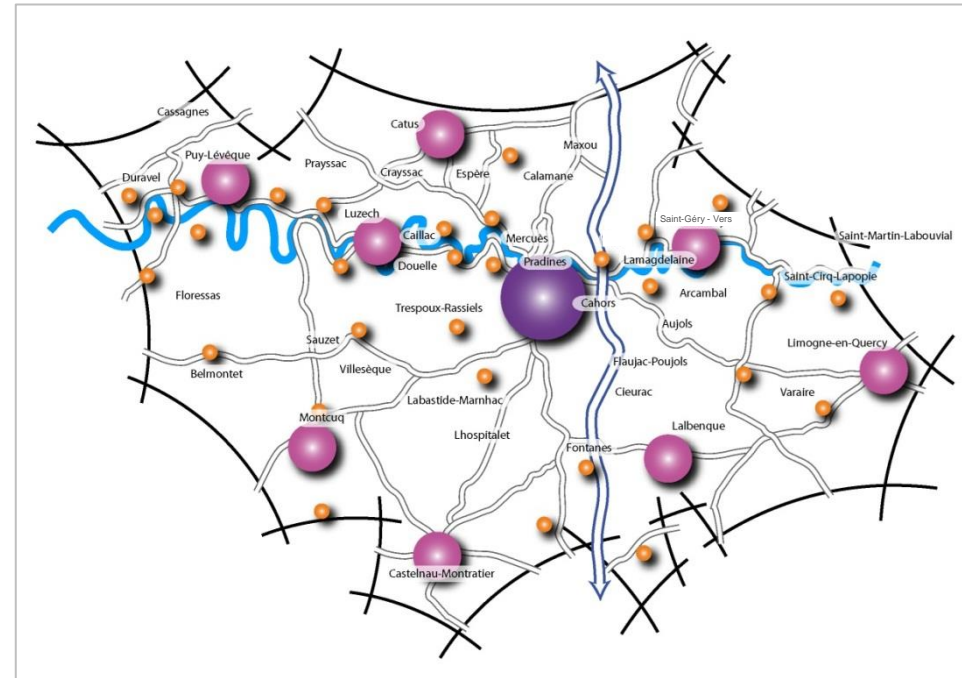 Cassagnes
Catus
Maxou
Puy-Lévêque
Prayssac
Crayssac
Espère
Calamane
Duravel
Luzech
Caillac
Mercuès
Saint-Géry - Vers
Saint-Martin-Labouvial
Douelle
Pradines
Lamagdelaine
Saint-Cirq-Lapopie
Floressas
Trespoux-Rassiels
Cahors
Arcambal
Aujols
Sauzet
Limogne-en-Quercy
Belmontet
Villesèque
Flaujac-Poujols
Labastide-Marnhac
Cieurac
Varaire
Montcuq
Lhospitalet
Lalbenque
Fontanes
Castelnau-Montratier